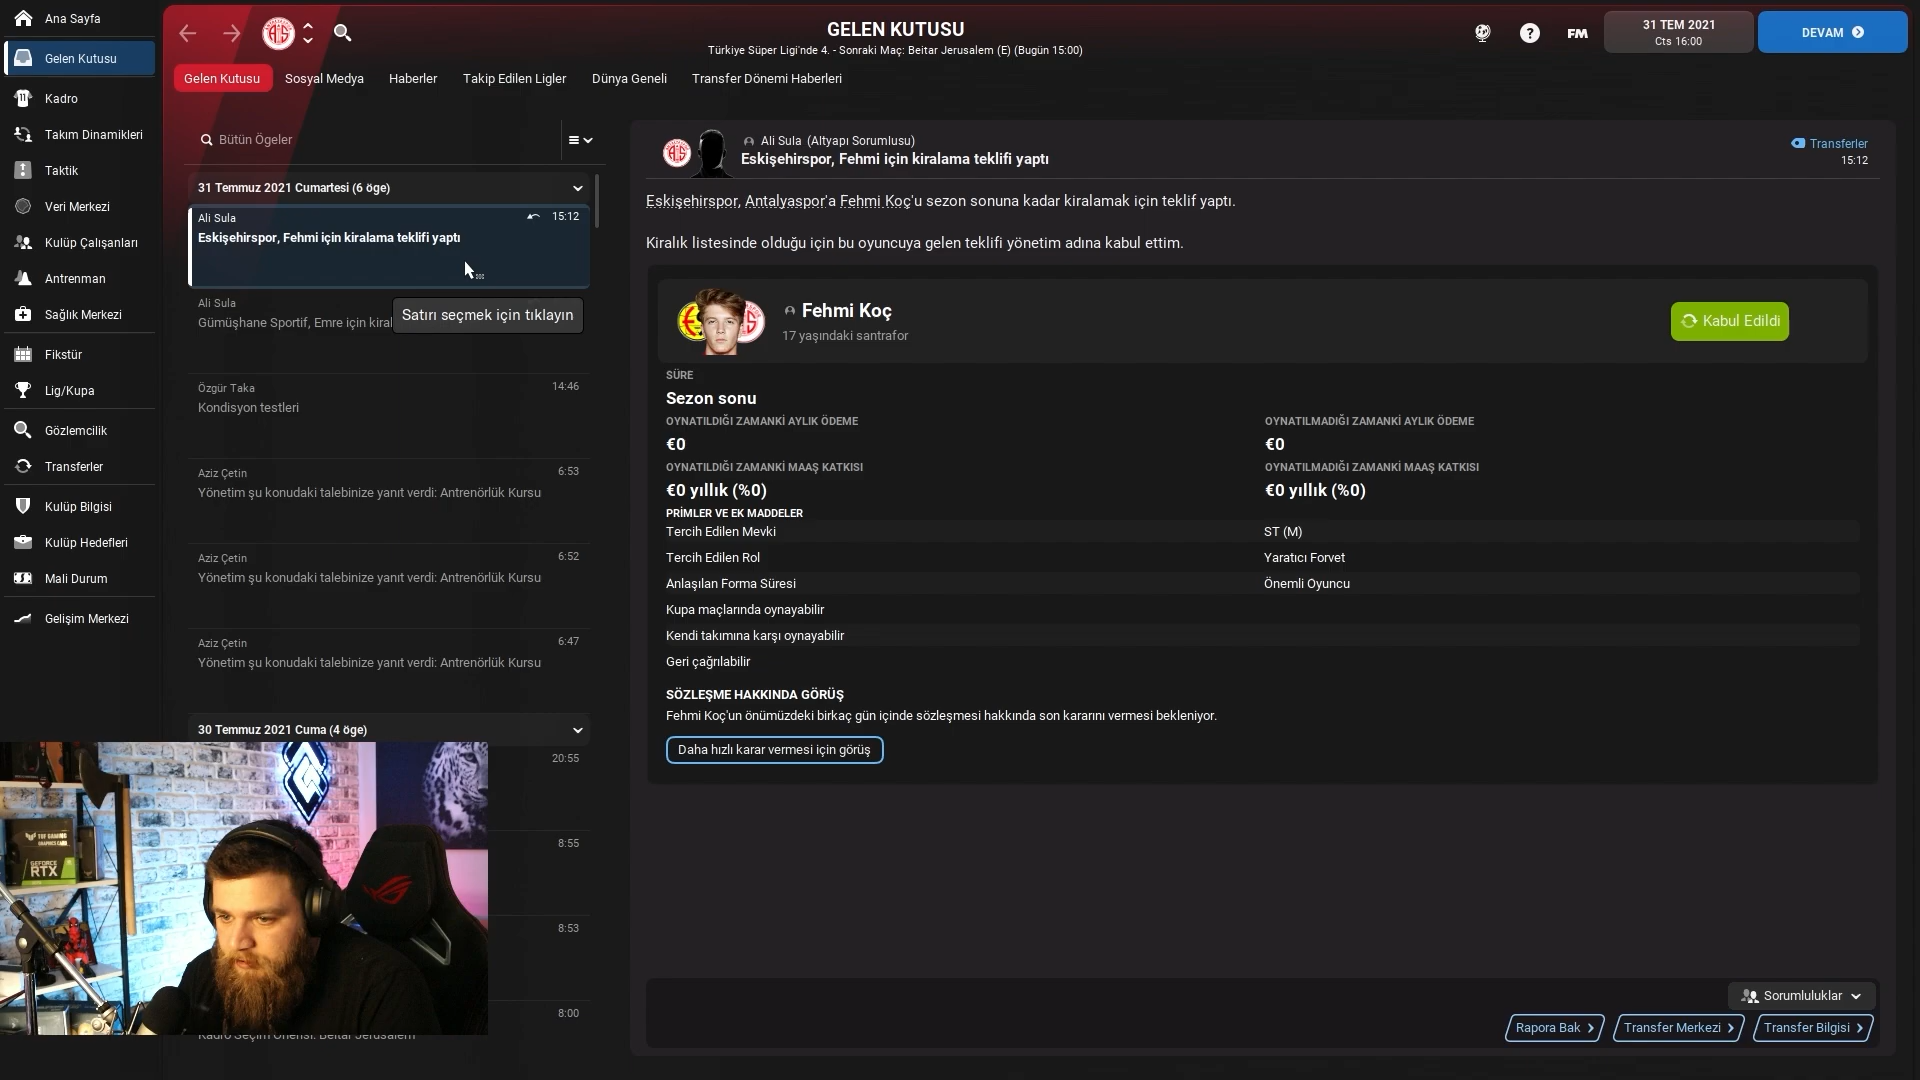 Ana Sayfa
Gelen Kutusu
Kadro
Takım Dinamikleri
Taktik
Veri Merkezi
Kulüp Çalışanları
Antrenman
Sağlık Merkezi
Fikstür
Lig/Kupa
Gözlemcilik
Transferler
Kulüp Bilgisi
Kulüp Hedefleri
Mali Durum
Gelişim Merkezi
GELEN KUTUSU
Türkiye Süper Ligi'nde 4. - Sonraki Maç: Beitar Jerusalem (E) (Bugün 15:00)
FM
31 TEM 2021
Cts 16:00
DEVAM
Gelen Kutusu Sosyal Medya Haberler Takip Edilen Ligler Dünya Geneli Transfer Dönemi Haberleri
Bütün Ögeler
31 Temmuz 2021 Cumartesi (6 öge)
Ali Sula 15:12
Eskişehirspor, Fehmi için kiralama teklifi yaptı
Ali Sula
Gümüşhane Sportif, Emre için kiral
Satırı seçmek için tıklayın
Özgür Taka 14:46
Kondisyon testleri
Aziz Çetin 6:53
Yönetim şu konudaki talebinize yanıt verdi: Antrenörlük Kursu
Aziz Çetin 6:52
Yönetim şu konudaki talebinize yanıt verdi: Antrenörlük Kursu
Aziz Çetin 6:47
Yönetim şu konudaki talebinize yanıt verdi: Antrenörlük Kursu
30 Temmuz 2021 Cuma (4 öge)
20:55
8:55
8:53
8:00
Kadro Seçim Önerisi: Beitar Jerusalem
Ali Sula (Altyapı Sorumlusu)
Eskişehirspor, Fehmi için kiralama teklifi yaptı
Transferler
15:12
Eskişehirspor, Antalyaspor'a Fehmi Koç'u sezon sonuna kadar kiralamak için teklif yaptı.
Kiralık listesinde olduğu için bu oyuncuya gelen teklifi yönetim adına kabul ettim.
Fehmi Koç
17 yaşındaki santrafor
Kabul Edildi
SÜRE
Sezon sonu
OYNATILDIĞI ZAMANKİ AYLIK ÖDEME OYNATILMADIĞI ZAMANKİ AYLIK ÖDEME
€0 €0
OYNATILDIĞI ZAMANKİ MAAŞ KATKISI OYNATILMADIĞI ZAMANKİ MAAŞ KATKISI
€0 yıllık (%0) €0 yıllık (%0)
PRİMLER VE EK MADDELER
Tercih Edilen Mevki ST (M)
Tercih Edilen Rol Yaratıcı Forvet
Anlaşılan Forma Süresi Önemli Oyuncu
Kupa maçlarında oynayabilir
Kendi takımına karşı oynayabilir
Geri çağrılabilir
SÖZLEŞME HAKKINDA GÖRÜŞ
Fehmi Koç'un önümüzdeki birkaç gün içinde sözleşmesi hakkında son kararını vermesi bekleniyor.
Daha hızlı karar vermesi için görüş
Sorumluluklar
Rapora Bak Transfer Merkezi Transfer Bilgisi
TUF GAMING
GEFORCE
RTX